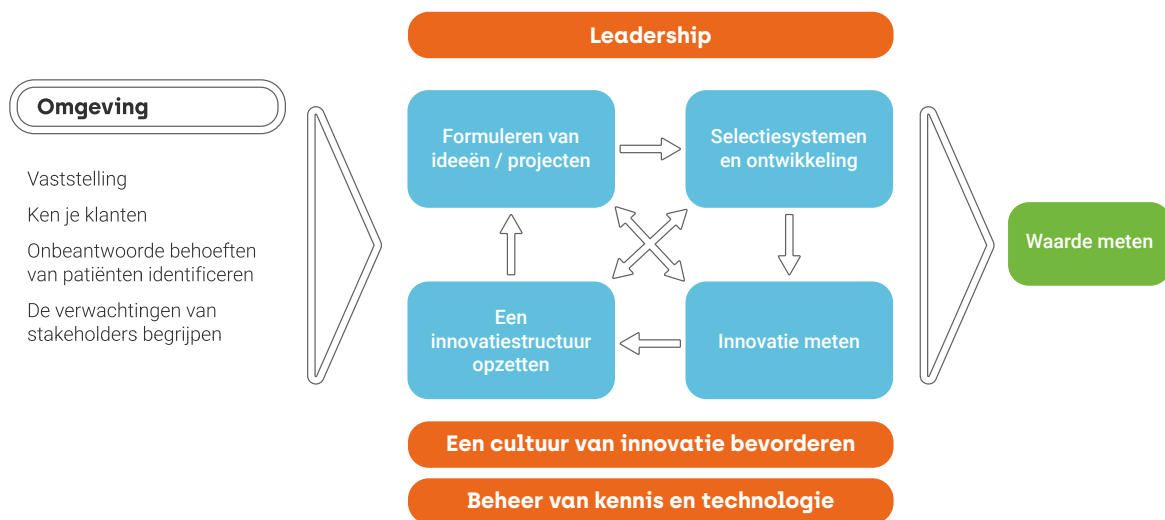 Leadership
Omgeving
Vaststelling
Ken je klanten
Onbeantwoorde behoeften
van patiënten identificeren
De verwachtingen van
stakeholders begrijpen
Formuleren van
ideeën / projecten
Selectiesystemen
en ontwikkeling
Een
innovatiestructuur
opzetten
Innovatie meten
Waarde meten
Een cultuur van innovatie bevorderen
Beheer van kennis en technologie